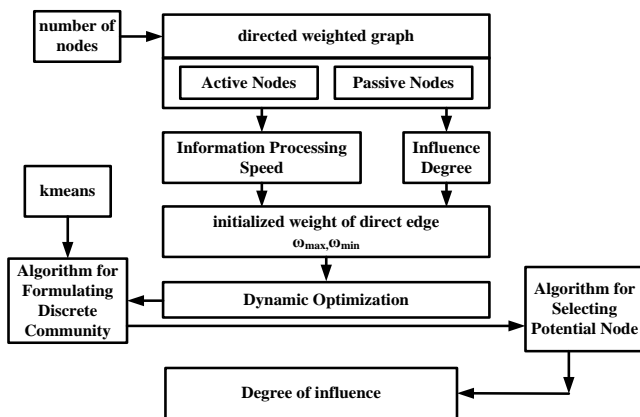 number of
nodes
directed weighted graph
Active Nodes
Passive Nodes
Information Processing
Speed
Influence
Degree
kmeans
initialized weight of direct edge
ωmax,ωmin
Algorithm for
Formulating
Discrete
Community
Dynamic Optimization
Algorithm for
Selecting
Potential Node
Degree of influence